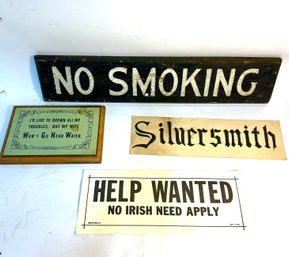 NO SMOKING
I'D LIKE TO DROWN ALL MY
TROUBLES, BUT MY WIFE
WON'T GO NEAR WATER.
Silversmith
HELP WANTED
NO IRISH NEED APPLY